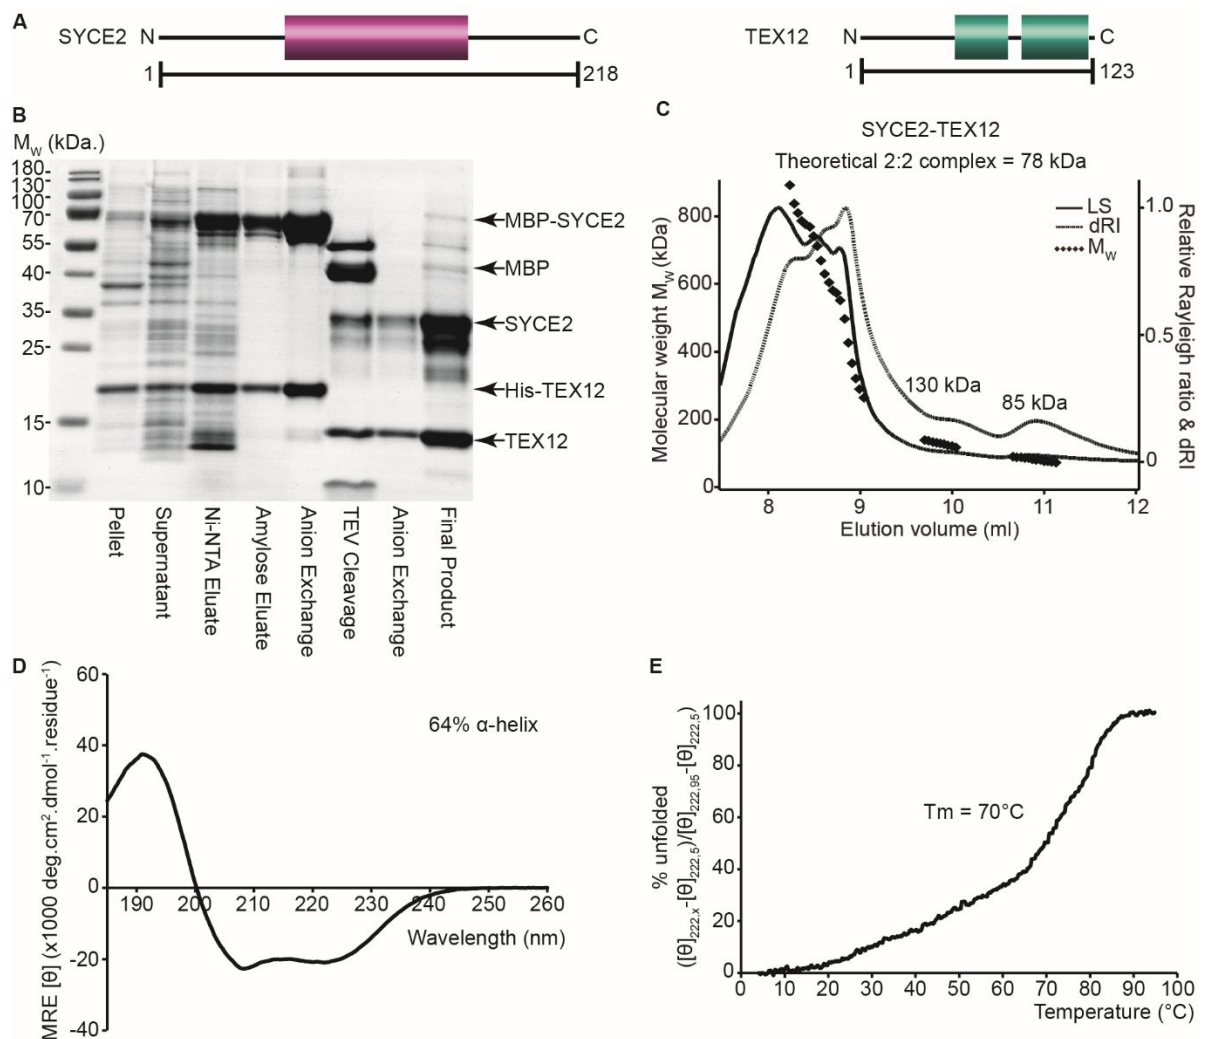 A
SYCE2 N C
1 218
TEX12 N C
1 123
B
Mw (kDa.)
180-
130-
100-
70-
55-
40-
35-
25-
15-
10-
MBP-SYCE2
MBP
SYCE2
His-TEX12
TEX12
Pellet
Supernatant
Ni-NTA Eluate
Amylose Eluate
Anion Exchange
TEV Cleavage
Anion Exchange
Final Product
C
SYCE2-TEX12
Theoretical 2:2 complex = 78 kDa
Molecular weight Mw (kDa)
800
600
400
200
0
LS
dRI
Mw
130 kDa
85 kDa
1.0
0.5
0
Relative Rayleigh ratio & dRI
8 9 10 11 12
Elution volume (ml)
D
MRE [θ] (x1000 deg.cm².dmol⁻¹.residue⁻¹)
60
40
20
0
-20
-40
64% α-helix
190 200 210 220 230 240 250 260
Wavelength (nm)
E
% unfolded
([θ]222,x-[θ]222,5)/[θ]222,95-[θ]222,5)
100
80
60
40
20
0
Tm = 70°C
0 10 20 30 40 50 60 70 80 90 100
Temperature (°C)